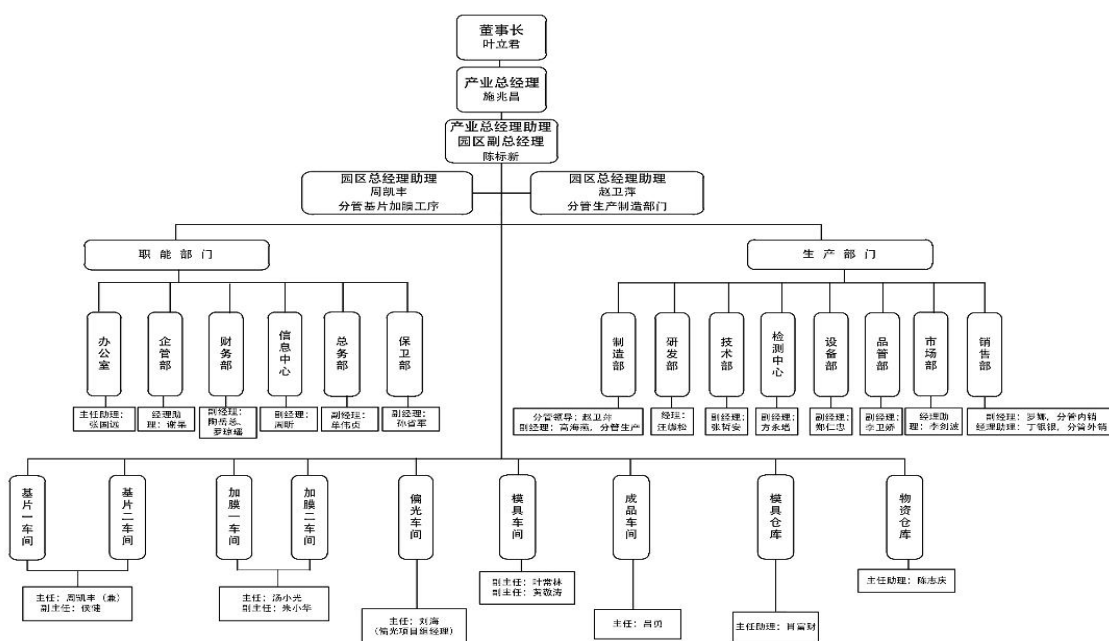 董事长
叶立君
产业总经理
施兆昌
产业总经理助理
园区副总经理
陈标新
园区总经理助理
周凯丰
分管基片加膜工序
园区总经理助理
赵卫萍
分管生产制造部门
职能部门
生产部门
办公室
企管部
财务部
信息中心
总务部
保卫部
制造部
研发部
技术部
检测中心
设备部
品管部
市场部
销售部
主任助理：
张国远
经理助
理：谢
副经理：
陶岳
罗琼瑶
副经理：
周昕
副经理：
单伟贞
副经理：
孙省军
分管领导：赵卫萍
副经理：高海燕，分管生产
经理：
汪
副经理：
张哲安
副经理：
方永
副经理：
郑仁忠
副经理：
李卫娇
经理助
理：李剑波
副经理：罗娜，分管内销
经理助理：丁银银，分管外销
基片一车间
基片二车间
加膜一车间
加膜二车间
偏光车间
模具车间
成品车间
模具仓库
物资仓库
主任：周凯丰（兼）
副主任：侯健
主任：汤小光
副主任：朱小华
主任：刘海
（偏光项目组经理）
副主任：叶常林
副主任：黄敬涛
主任：吕勇
主任助理：肖富财
主任助理：陈志庆